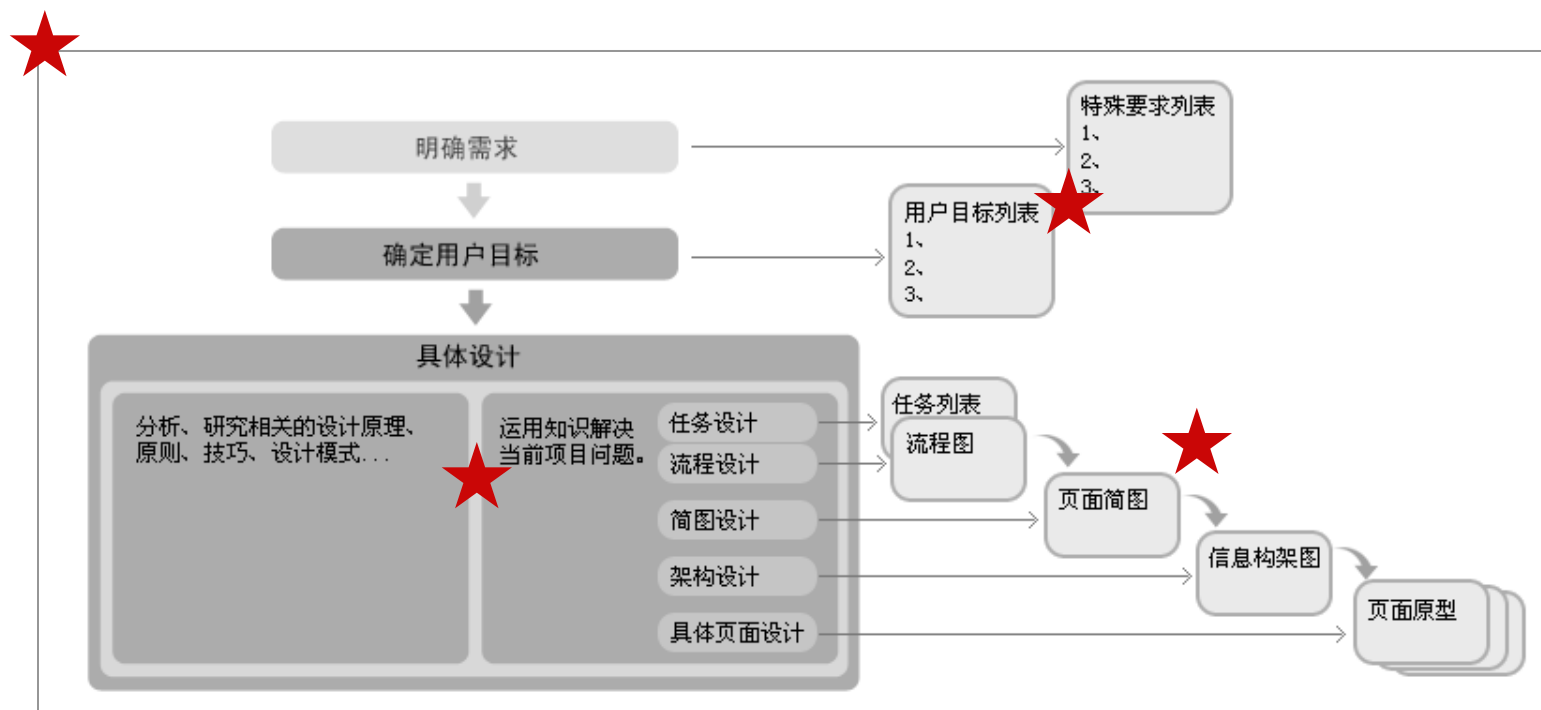 明确需求
特殊要求列表
1、
2、
3、
确定用户目标
用户目标列表
1、
2、
3、
具体设计
分析、研究相关的设计原理、
原则、技巧、设计模式...
运用知识解决
当前项目问题。
任务设计
流程设计
简图设计
架构设计
具体页面设计
任务列表
流程图
页面简图
信息构架图
页面原型